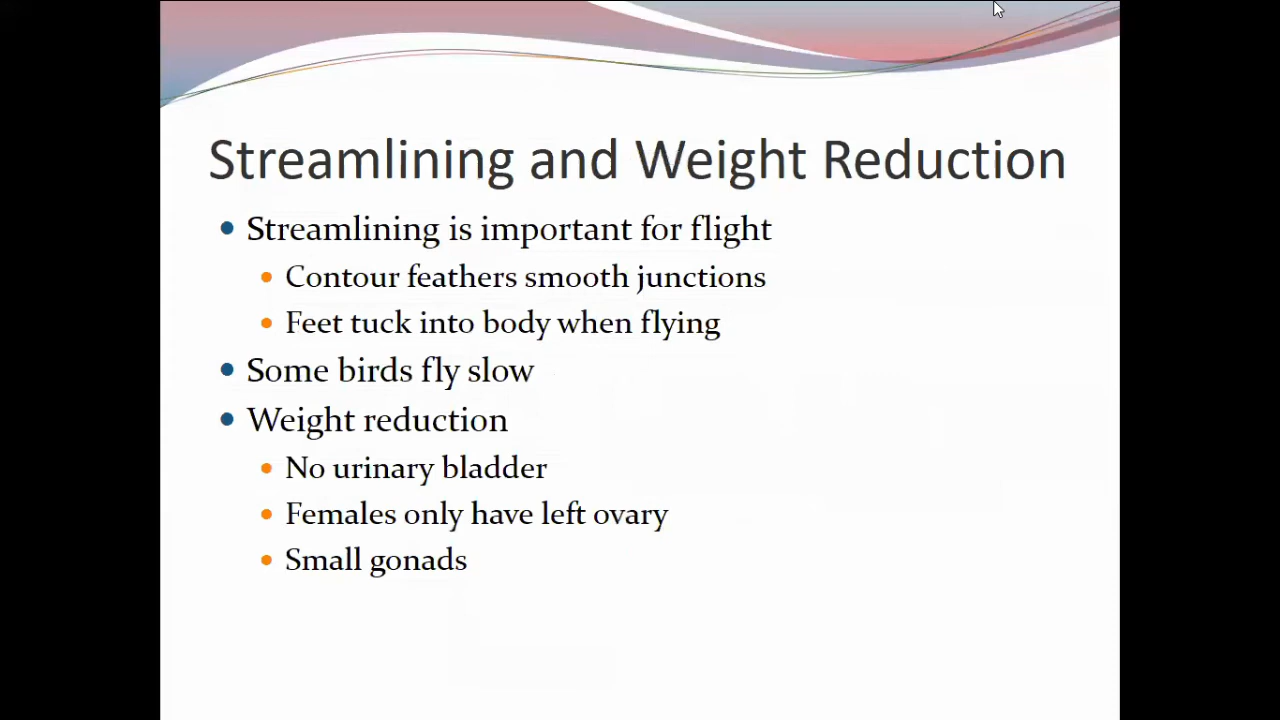 Streamlining and Weight Reduction
Streamlining is important for flight
Contour feathers smooth junctions
Feet tuck into body when flying
Some birds fly slow
Weight reduction
No urinary bladder
Females only have left ovary
Small gonads